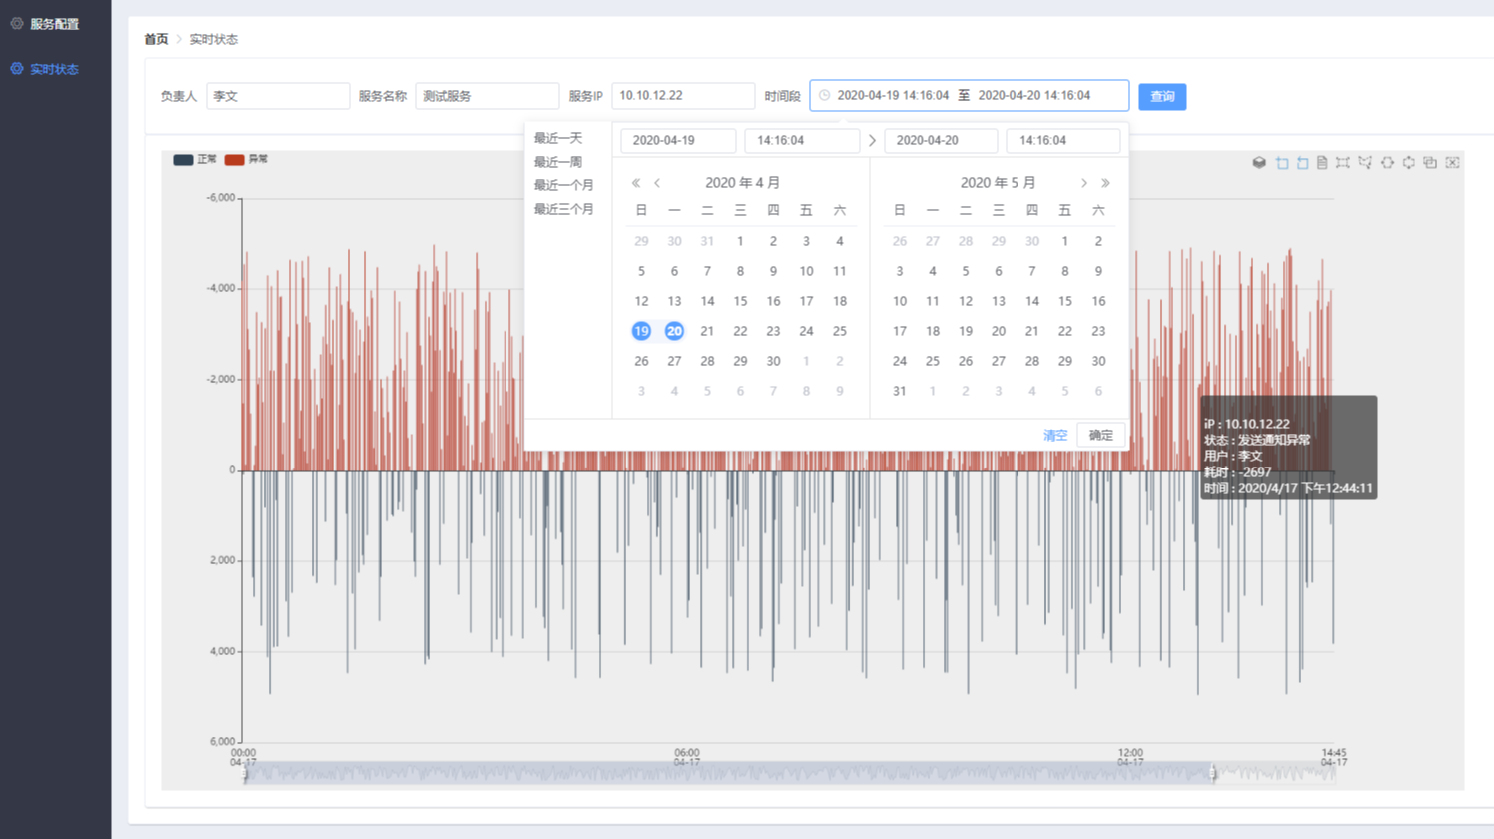 服务配置
实时状态
首页 > 实时状态
负责人 李文 服务名称 测试服务 服务IP 10.10.12.22 时间段 2020-04-19 14:16:04 至 2020-04-20 14:16:04 查询
最近一天
最近一周
最近一个月
最近三个月
2020-04-19 14:16:04 > 2020-04-20 14:16:04
2020 年 4 月
日 一 二 三 四 五 六
29 30 31 1 2 3 4
5 6 7 8 9 10 11
12 13 14 15 16 17 18
19 20 21 22 23 24 25
26 27 28 29 30 1 2
3 4 5 6 7 8 9
2020 年 5 月
日 一 二 三 四 五 六
26 27 28 29 30 1 2
3 4 5 6 7 8 9
10 11 12 13 14 15 16
17 18 19 20 21 22 23
24 25 26 27 28 29 30
31 1 2 3 4 5 6
清空 确定
正常 异常
-6,000
-4,000
-2,000
0
2,000
4,000
6,000
iP : 10.10.12.22
状态 : 发送通知异常
用户 : 李文
耗时 : -2697
时间 : 2020/4/17 下午12:44:11
00:00
04-17
06:00
04-17
12:00
04-17
14:45
04-17